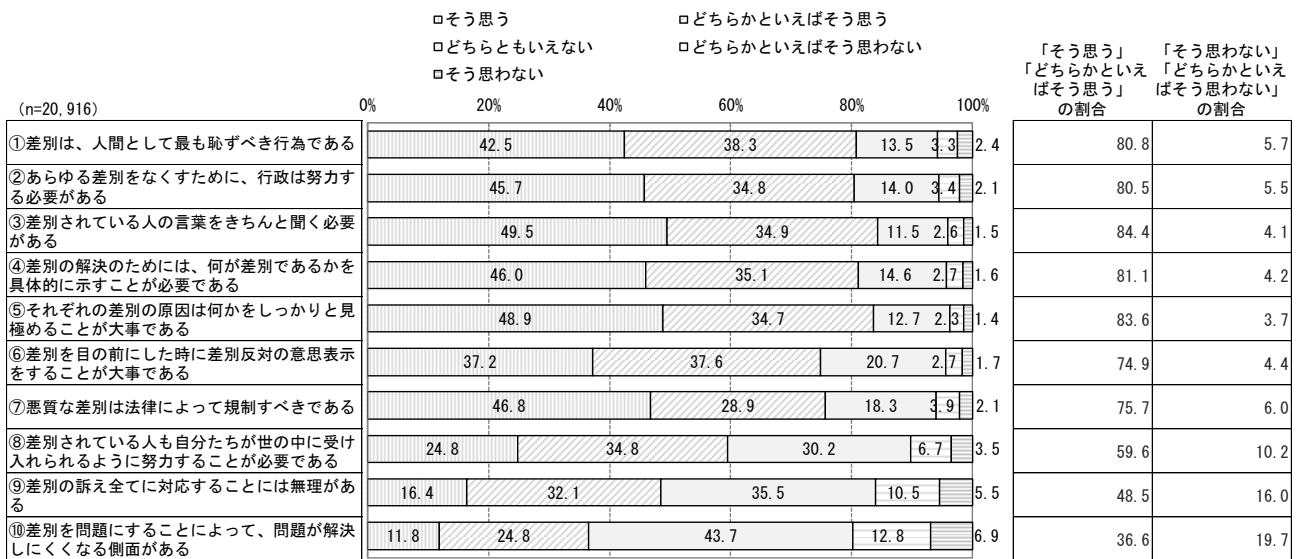 □そう思う □どちらかといえばそう思う
□どちらともいえない □どちらかといえばそう思わない
□そう思わない
「そう思う」
「どちらかといえ
ばそう思う」
の割合
「そう思わない」
「どちらかといえ
ばそう思わない」
の割合
(n=20,916)
0% 20% 40% 60% 80% 100%
①差別は、人間として最も恥ずべき行為である
42.5 38.3 13.5 3.3 2.4 80.8 5.7
②あらゆる差別をなくすために、行政は努力す
る必要がある
45.7 34.8 14.0 3.4 2.1 80.5 5.5
③差別されている人の言葉をきちんと聞く必要
がある
49.5 34.9 11.5 2.6 1.5 84.4 4.1
④差別の解決のためには、何が差別であるかを
具体的に示すことが必要である
46.0 35.1 14.6 2.7 1.6 81.1 4.2
⑤それぞれの差別の原因は何かをしっかりと見
極めることが大事である
48.9 34.7 12.7 2.3 1.4 83.6 3.7
⑥差別を目の前にした時に差別反対の意思表示
をすることが大事である
37.2 37.6 20.7 2.7 1.7 74.9 4.4
⑦悪質な差別は法律によって規制すべきである
46.8 28.9 18.3 3.9 2.1 75.7 6.0
⑧差別されている人も自分たちが世の中に受け
入れられるように努力することが必要である
24.8 34.8 30.2 6.7 3.5 59.6 10.2
⑨差別の訴え全てに対応することには無理があ
る
16.4 32.1 35.5 10.5 5.5 48.5 16.0
⑩差別を問題にすることによって、問題が解決
しにくくなる側面がある
11.8 24.8 43.7 12.8 6.9 36.6 19.7